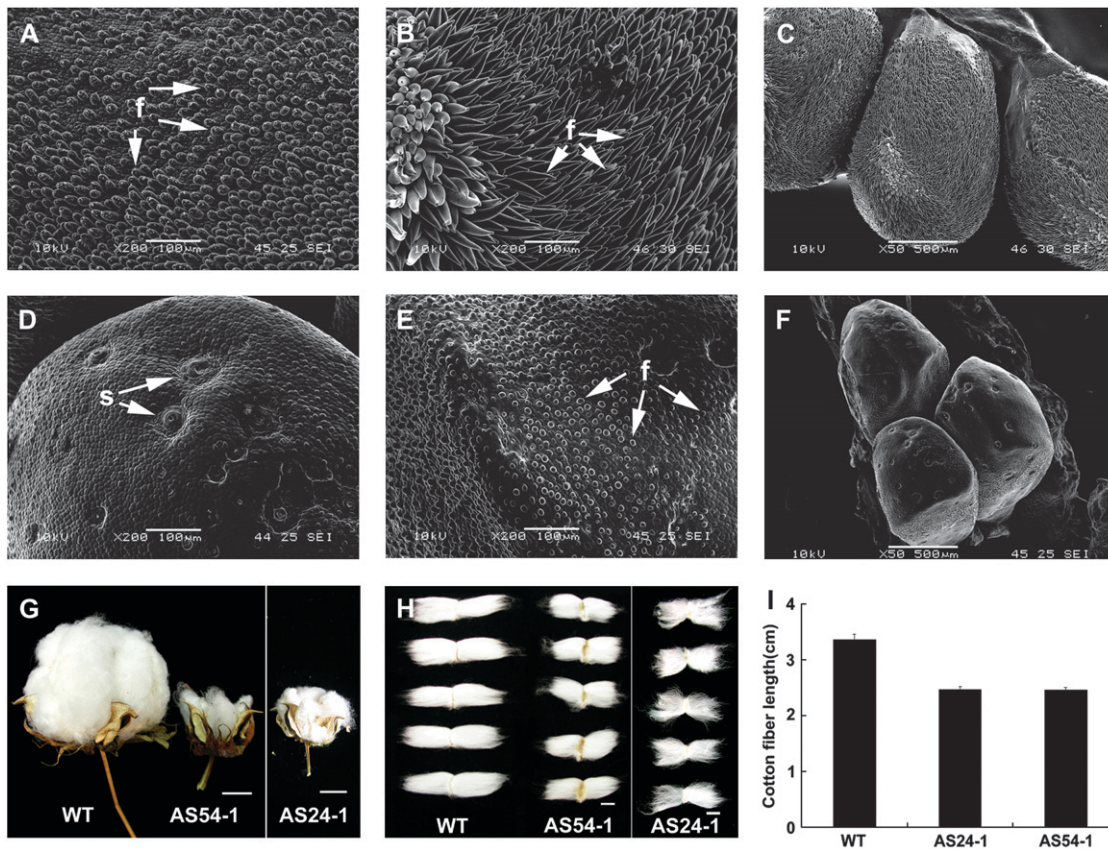 A
f
10kV X200 100µm 45 25 SEI
B
f
10kV X200 100µm 46 30 SEI
C
10kV X50 500µm 46 30 SEI
D
s
10kV X200 100µm 44 25 SEI
E
f
10kV X200 100µm 45 25 SEI
F
10kV X50 500µm 45 25 SEI
G
WT AS54-1 AS24-1
H
WT AS54-1 AS24-1
I
Cotton fiber length(cm)
4
3
2
1
0
WT AS24-1 AS54-1